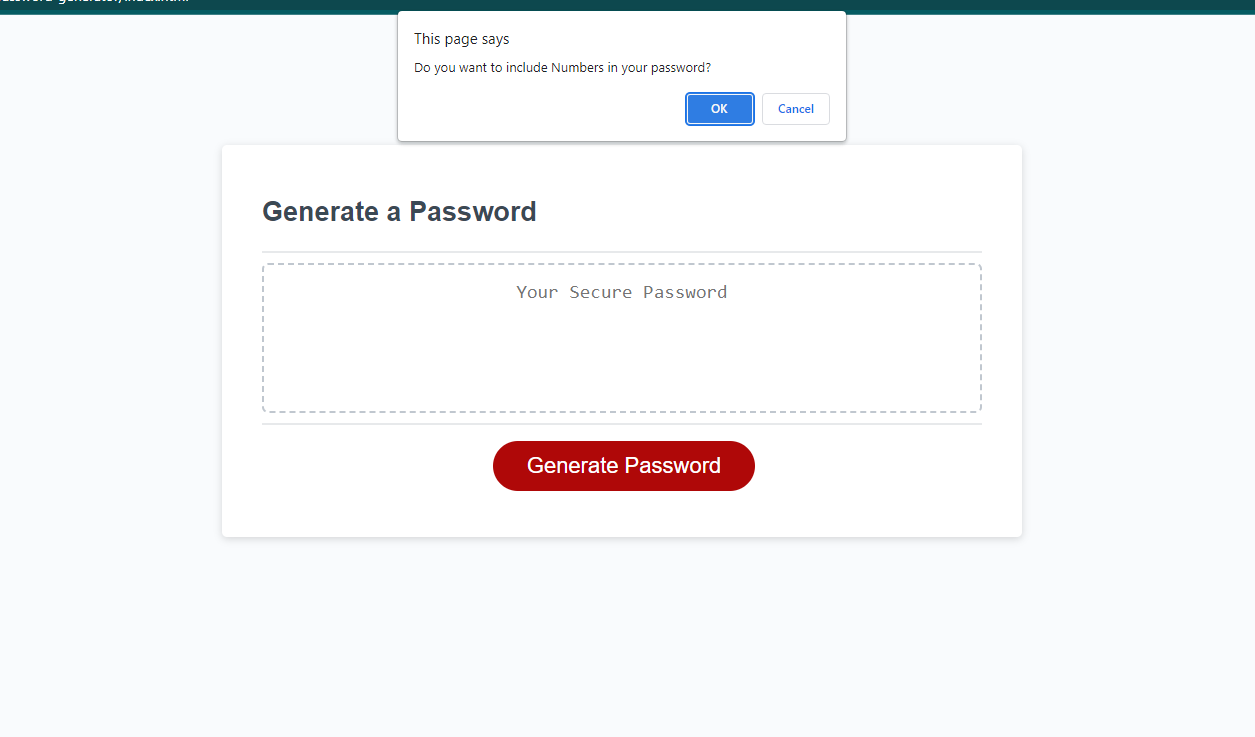 This page says
Do you want to include Numbers in your password?
OK
Cancel
Generate a Password
Your Secure Password
Generate Password